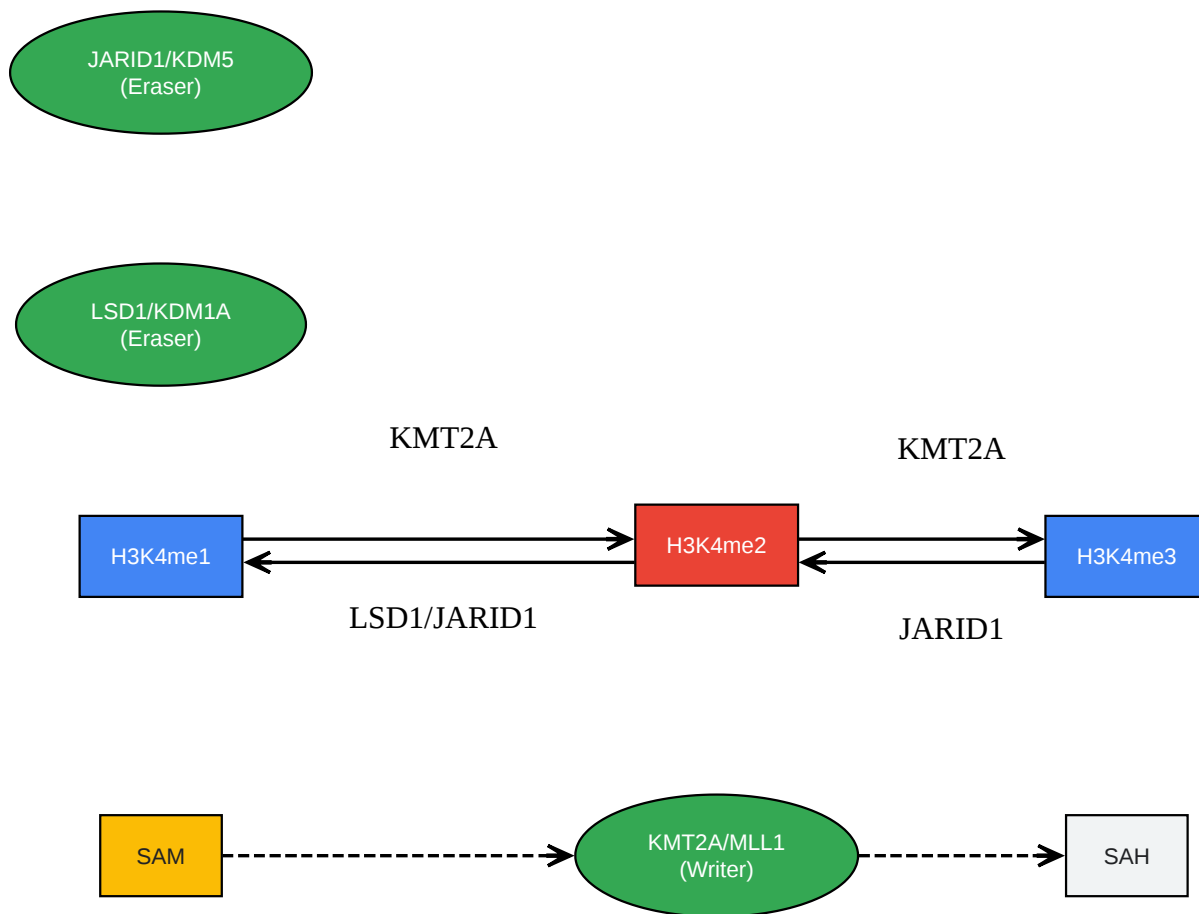 JARID1/KDM5
(Eraser)
LSD1/KDM1A
(Eraser)
KMT2A
KMT2A
H3K4me1
H3K4me2
H3K4me3
LSD1/JARID1
JARID1
SAM
KMT2A/MLL1
(Writer)
SAH